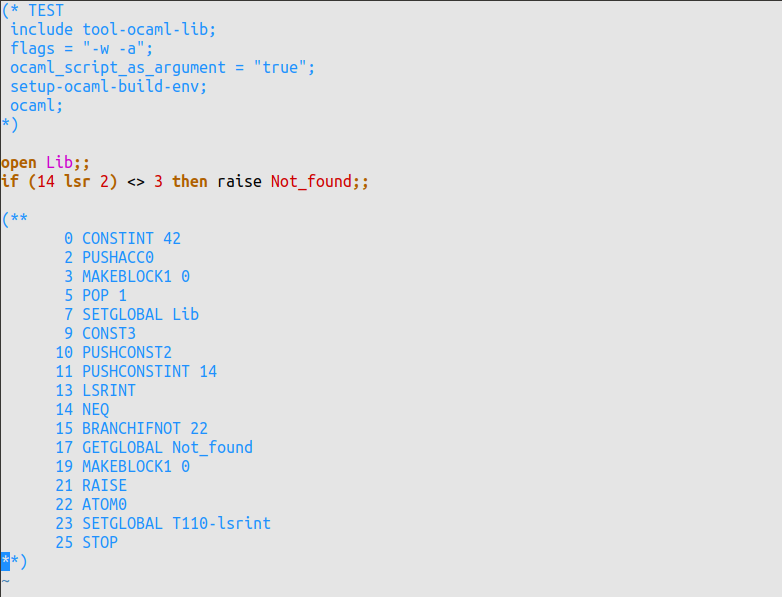 (* TEST
 include tool-ocaml-lib;
 flags = "-w -a";
 ocaml_script_as_argument = "true";
 setup-ocaml-build-env;
 ocaml;
*)

open Lib;;
if (14 lsr 2) <> 3 then raise Not_found;;

(**
       0 CONSTINT 42
       2 PUSHACC0
       3 MAKEBLOCK1 0
       5 POP 1
       7 SETGLOBAL Lib
       9 CONST3
      10 PUSHCONST2
      11 PUSHCONSTINT 14
      13 LSRINT
      14 NEQ
      15 BRANCHIFNOT 22
      17 GETGLOBAL Not_found
      19 MAKEBLOCK1 0
      21 RAISE
      22 ATOM0
      23 SETGLOBAL T110-lsrint
      25 STOP
**)
~